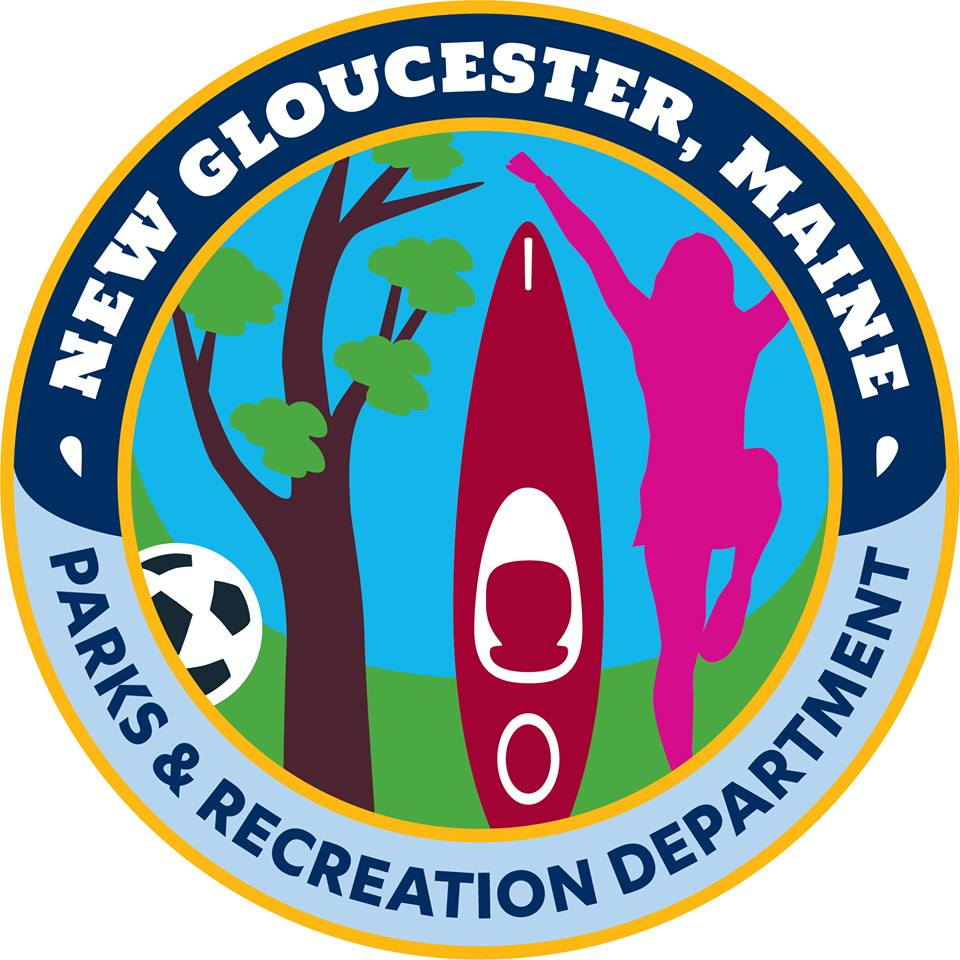 NEW GLOUCESTER, MAINE
PARKS & RECREATION DEPARTMENT